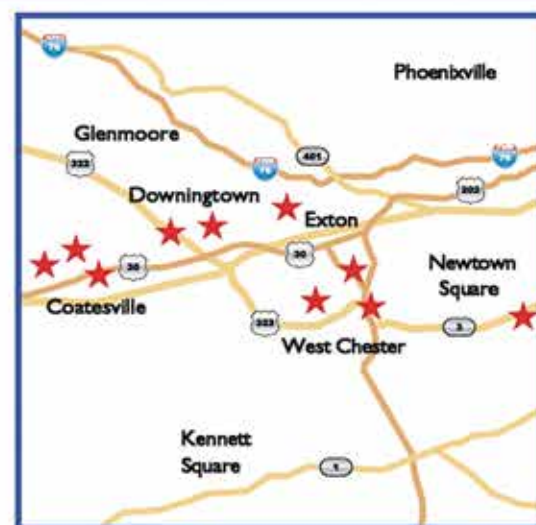 76
Phoenixville
Glenmoore
401
322
76
76
202
Downingtown
Exton
30
30
Newtown
Square
Coatesville
322
3
West Chester
Kennett
Square
1